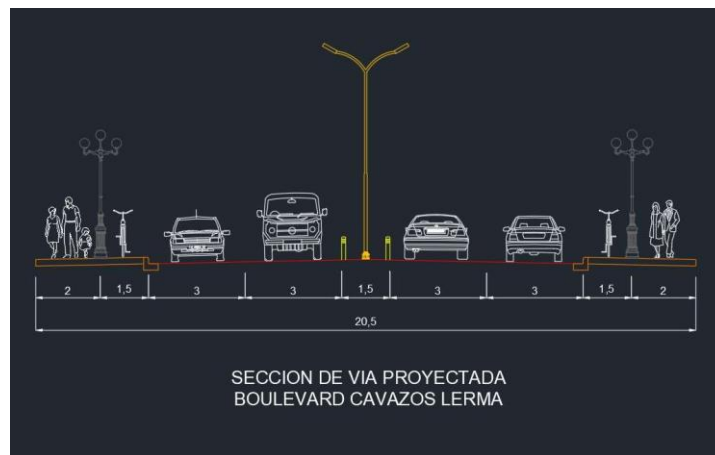 2 1,5 3 3 1,5 3 3 1,5 2
20,5
SECCION DE VIA PROYECTADA
BOULEVARD CAVAZOS LERMA